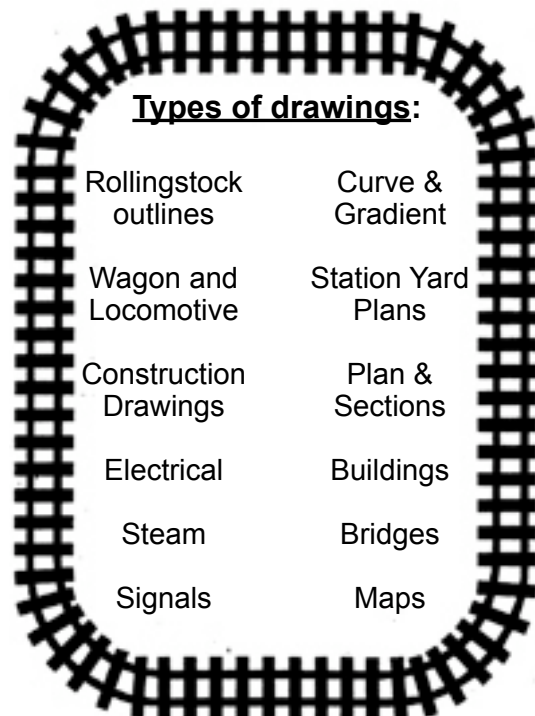 Types of drawings:
Rollingstock
outlines
Wagon and
Locomotive
Construction
Drawings
Electrical
Steam
Signals
Curve &
Gradient
Station Yard
Plans
Plan &
Sections
Buildings
Bridges
Maps